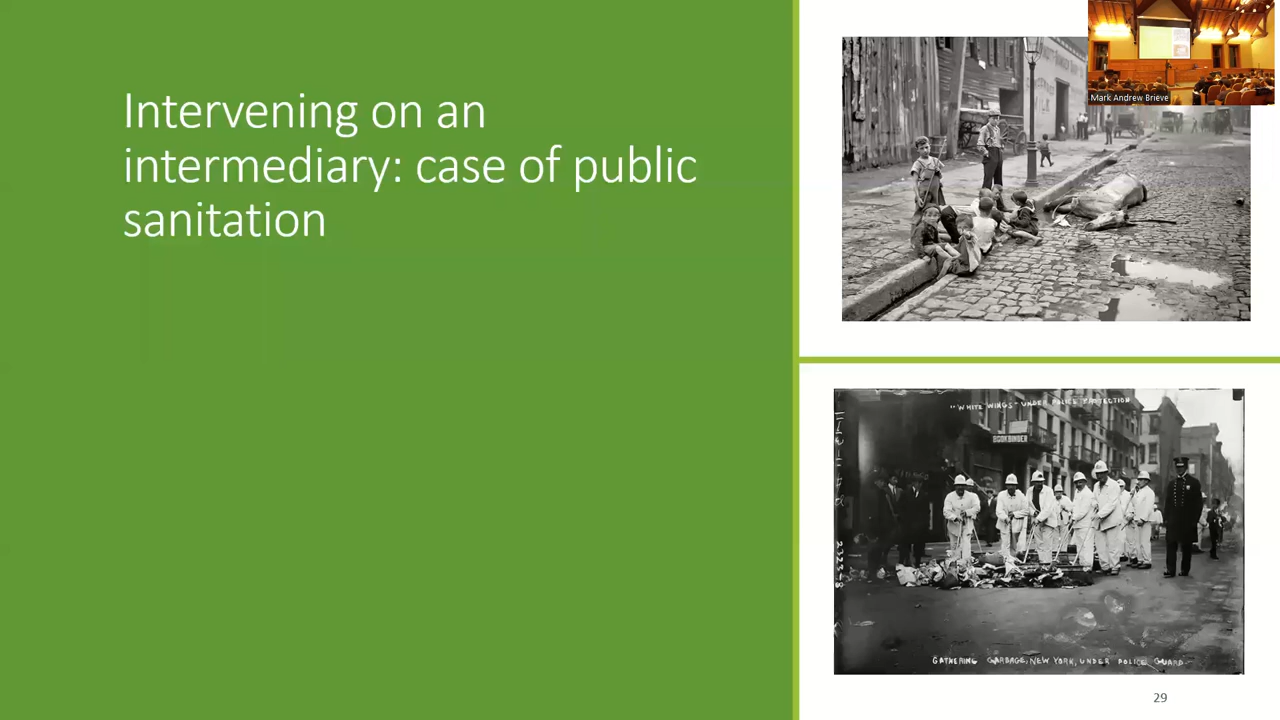 Intervening on an
intermediary: case of public
sanitation
Mark Andrew Brieve
"WHITE WINGS" UNDER POLICE PROTECTION
BOOKBINDER
GATHERING GARBAGE, NEW YORK, UNDER POLICE GUARD.
29